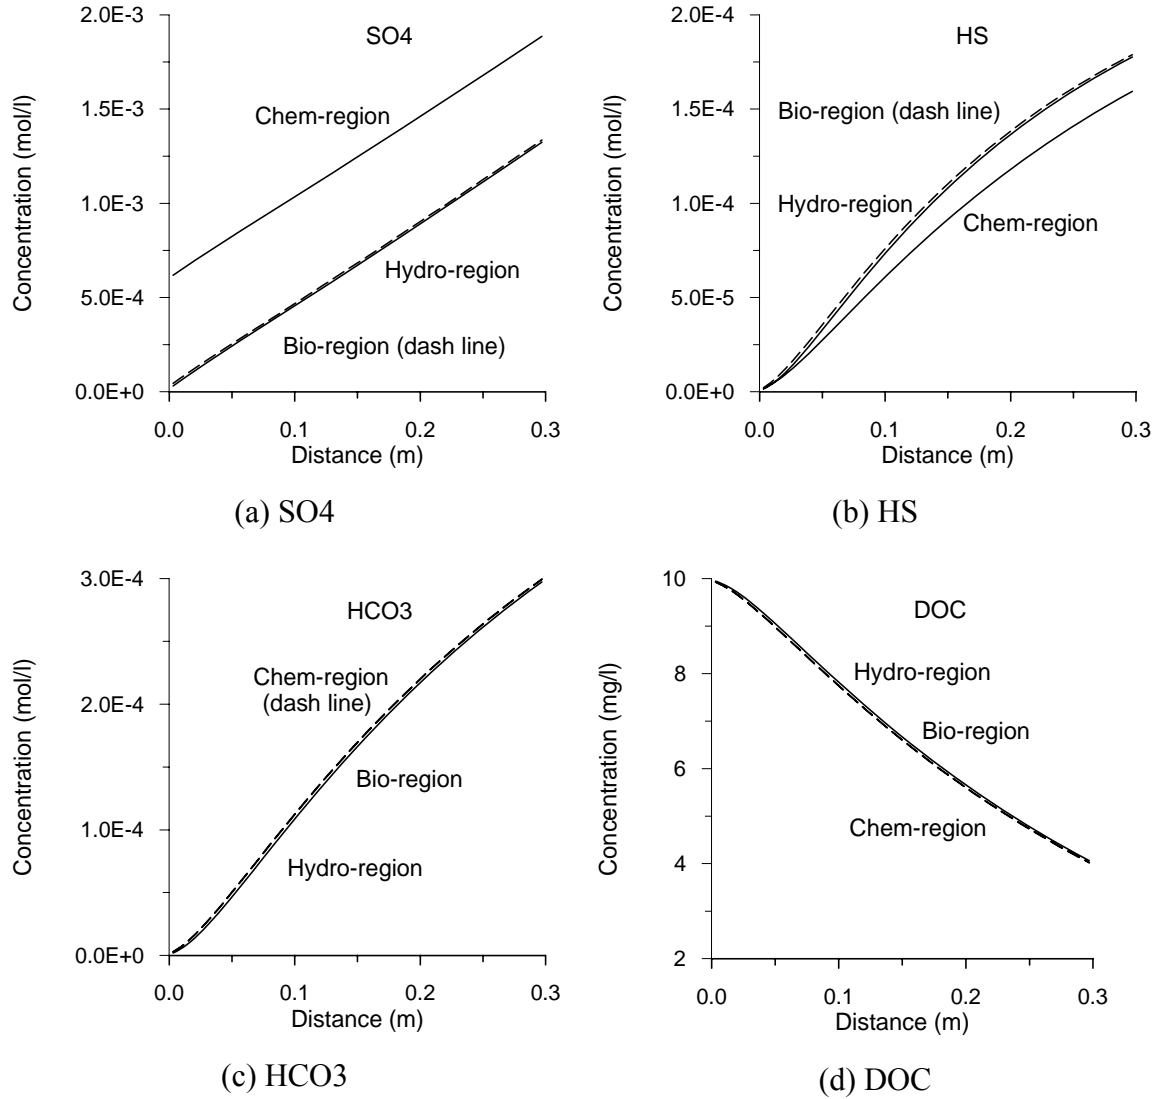 2.0E-3
1.5E-3
1.0E-3
5.0E-4
0.0E+0
Concentration (mol/l)
SO4
Chem-region
Hydro-region
Bio-region (dash line)
0.0 0.1 0.2 0.3
Distance (m)
(a) SO4
2.0E-4
1.5E-4
1.0E-4
5.0E-5
0.0E+0
Concentration (mol/l)
HS
Bio-region (dash line)
Hydro-region
Chem-region
0.0 0.1 0.2 0.3
Distance (m)
(b) HS
3.0E-4
2.0E-4
1.0E-4
0.0E+0
Concentration (mol/l)
HCO3
Chem-region
(dash line)
Bio-region
Hydro-region
0.0 0.1 0.2 0.3
Distance (m)
(c) HCO3
10
8
6
4
2
Concentration (mg/l)
DOC
Hydro-region
Bio-region
Chem-region
0.0 0.1 0.2 0.3
Distance (m)
(d) DOC